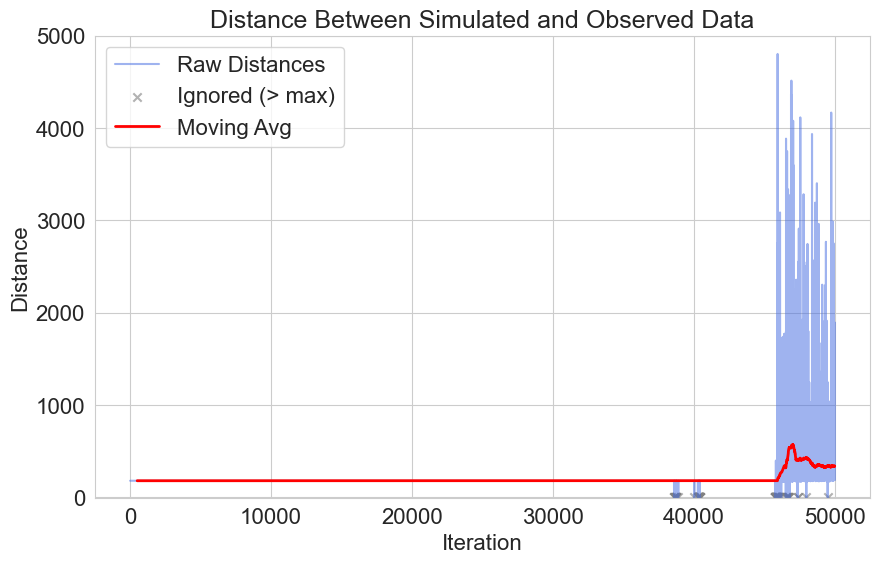 Distance Between Simulated and Observed Data
5000
4000
3000
2000
1000
0
Distance
Raw Distances
Ignored (> max)
Moving Avg
0 10000 20000 30000 40000 50000
Iteration